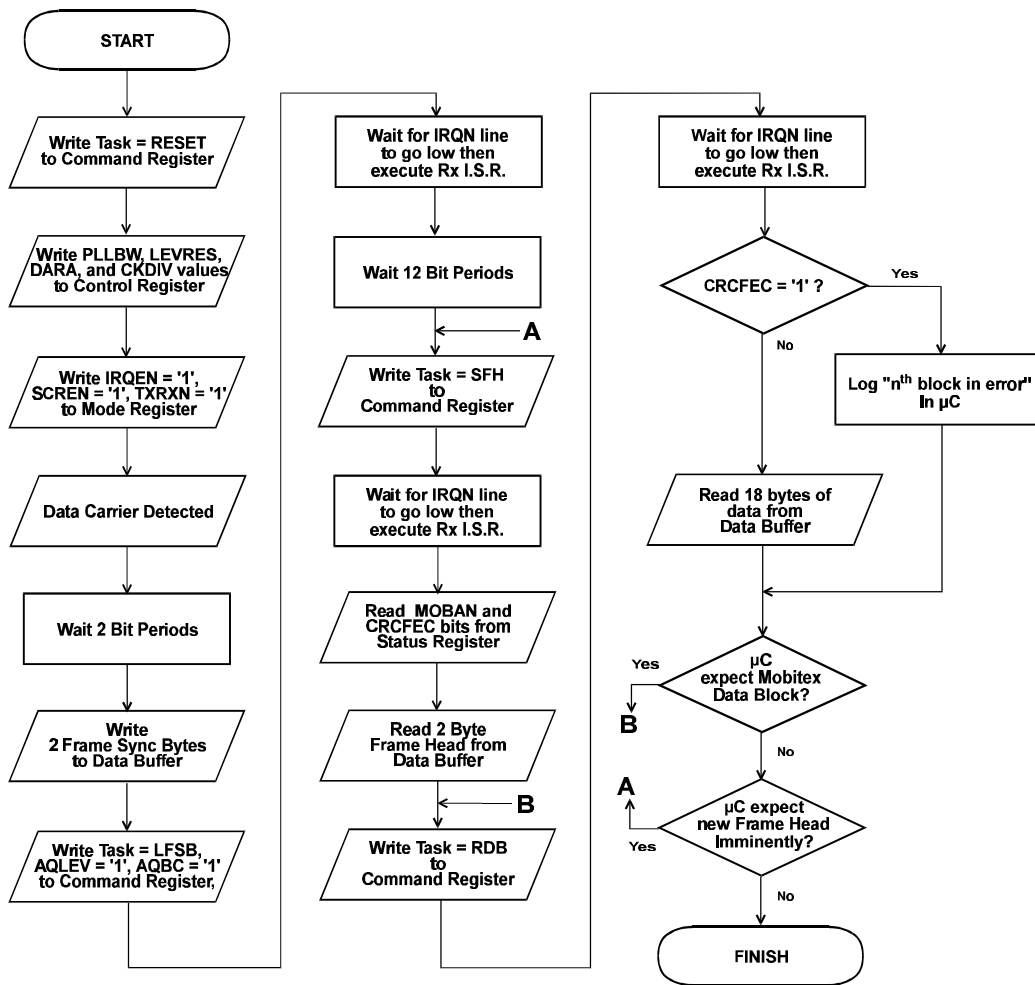 START
Write Task = RESET
to Command Register
Write PLLBW, LEVRES,
DARA, and CKDIV values
to Control Register
Write IRQEN = '1',
SCREN = '1', TXRXN = '1'
to Mode Register
Data Carrier Detected
Wait 2 Bit Periods
Write
2 Frame Sync Bytes
to Data Buffer
Write Task = LFSB,
AQLEV = '1', AQBC = '1'
to Command Register,
Wait for IRQN line
to go low then
execute Rx I.S.R.
Wait 12 Bit Periods
A
Write Task = SFH
to
Command Register
Wait for IRQN line
to go low then
execute Rx I.S.R.
Read MOBAN and
CRCFEC bits from
Status Register
Read 2 Byte
Frame Head from
Data Buffer
B
Write Task = RDB
to
Command Register
Wait for IRQN line
to go low then
execute Rx I.S.R.
CRCFEC = '1' ?
Yes
No
Log "nth block in error"
In µC
Read 18 bytes of
data from
Data Buffer
µC
expect Mobitex
Data Block?
Yes
B
No
A
µC expect
new Frame Head
Imminently?
Yes
No
FINISH